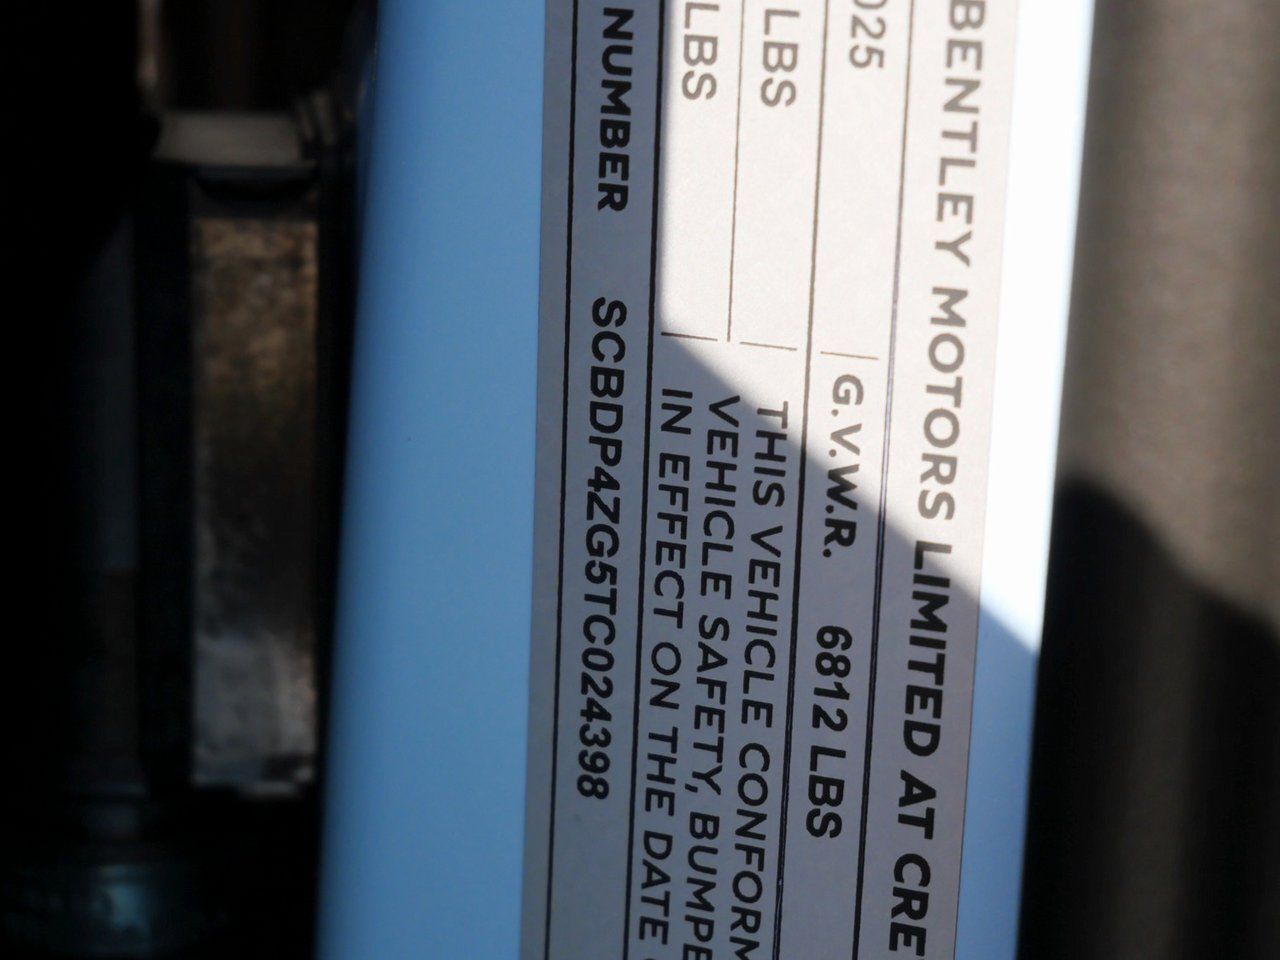 BENTLEY MOTORS LIMITED AT CRE
025
G.V.W.R. 6812 LBS
LBS
LBS
THIS VEHICLE CONFORM
VEHICLE SAFETY, BUMPE
IN EFFECT ON THE DATE
NUMBER SCBDP4ZG5TC024398